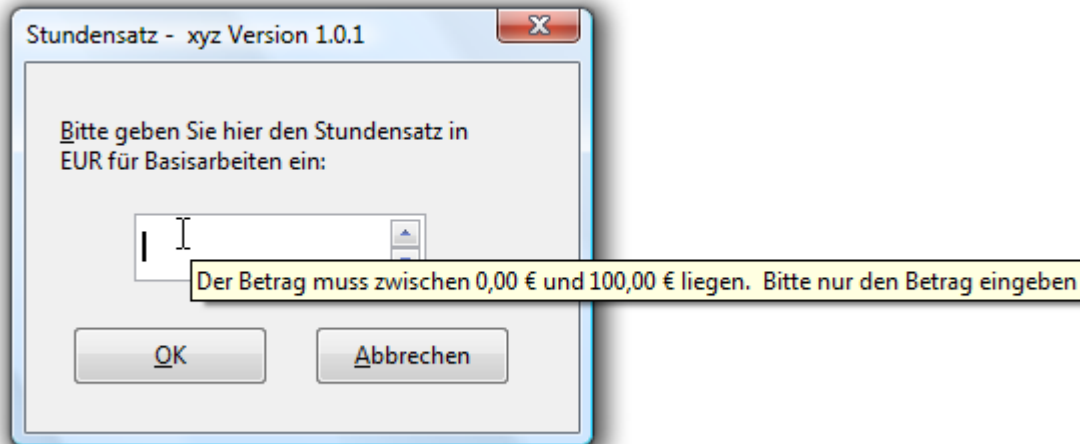 Stundensatz -  xyz Version 1.0.1
Bitte geben Sie hier den Stundensatz in
EUR für Basisarbeiten ein:
Der Betrag muss zwischen 0,00 € und 100,00 € liegen.  Bitte nur den Betrag eingeben
OK
Abbrechen